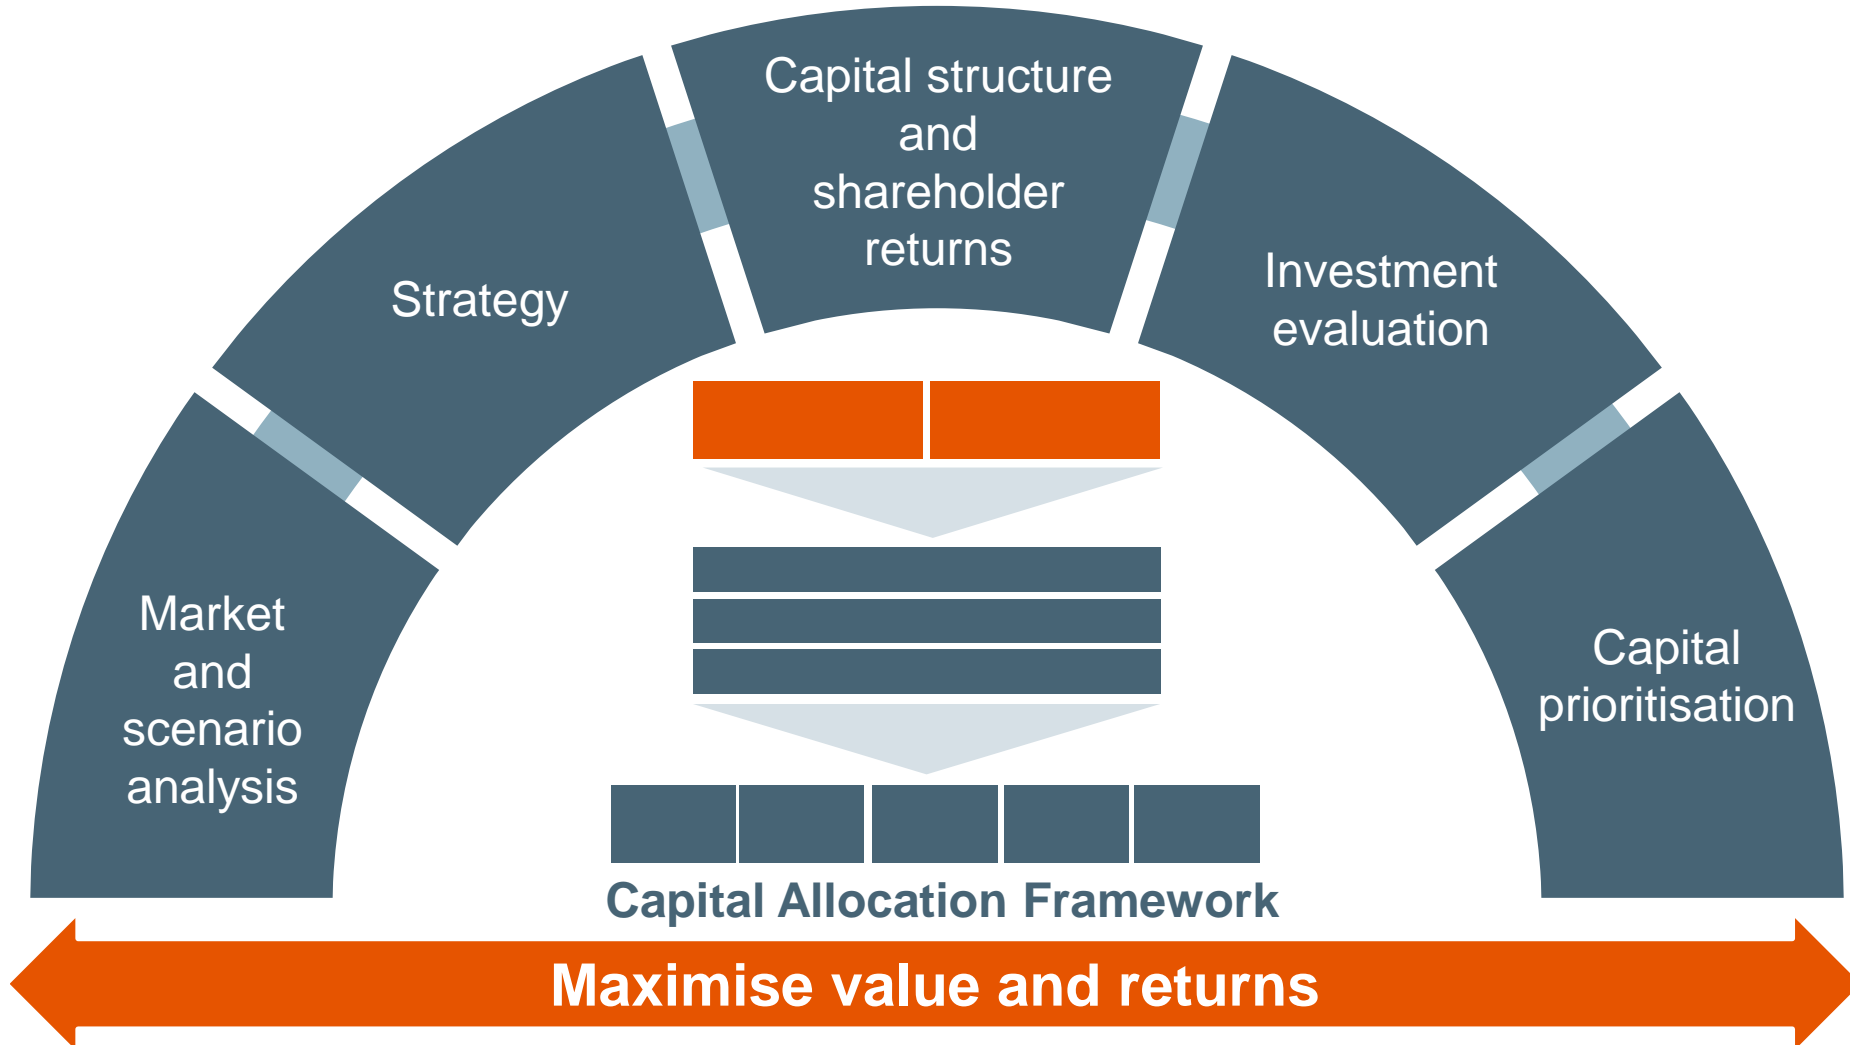 Market
and
scenario
analysis
Strategy
Capital structure
and
shareholder
returns
Investment
evaluation
Capital
prioritisation
Capital Allocation Framework
Maximise value and returns